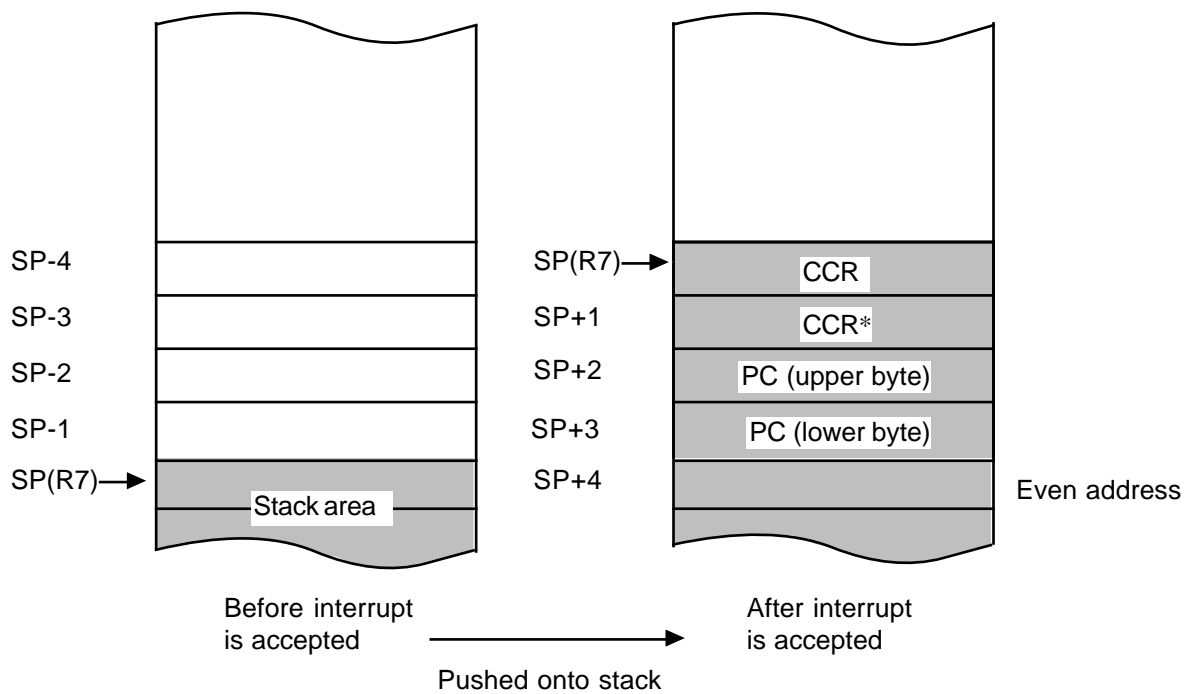 SP-4
SP-3
SP-2
SP-1
SP(R7)
Stack area
SP(R7)
SP+1
SP+2
SP+3
SP+4
CCR
CCR*
PC (upper byte)
PC (lower byte)
Even address
Before interrupt
is accepted
After interrupt
is accepted
Pushed onto stack